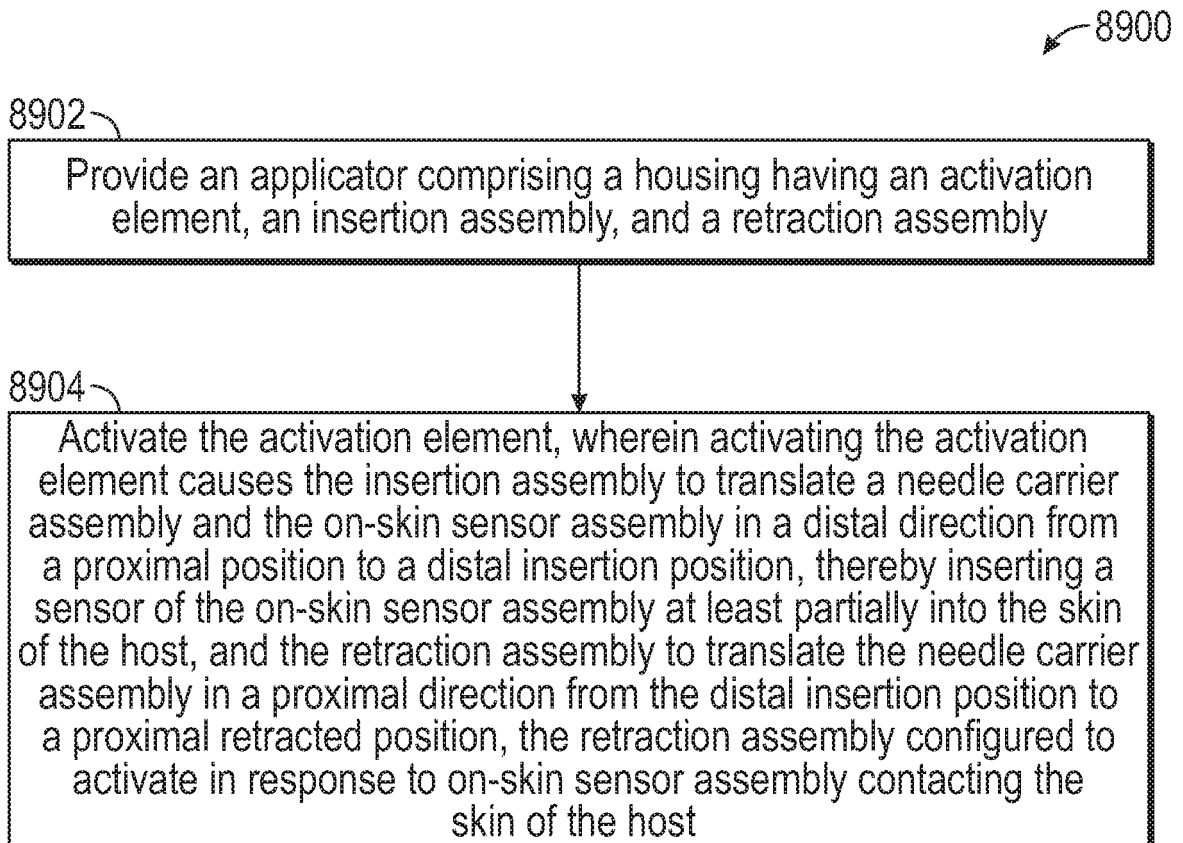 8900
8902
Provide an applicator comprising a housing having an activation
element, an insertion assembly, and a retraction assembly
8904
Activate the activation element, wherein activating the activation
element causes the insertion assembly to translate a needle carrier
assembly and the on-skin sensor assembly in a distal direction from
a proximal position to a distal insertion position, thereby inserting a
sensor of the on-skin sensor assembly at least partially into the skin
of the host, and the retraction assembly to translate the needle carrier
assembly in a proximal direction from the distal insertion position to
a proximal retracted position, the retraction assembly configured to
activate in response to on-skin sensor assembly contacting the
skin of the host